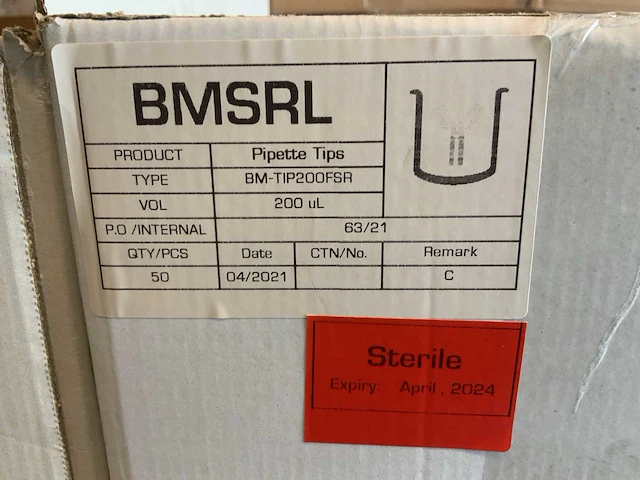 BMSRL
PRODUCT Pipette Tips
TYPE BM-TIP200FSR
VOL 200 uL
P.O /INTERNAL 63/21
QTY/PCS Date CTN/No. Remark
50 04/2021 C
Sterile
Expiry: April , 2024